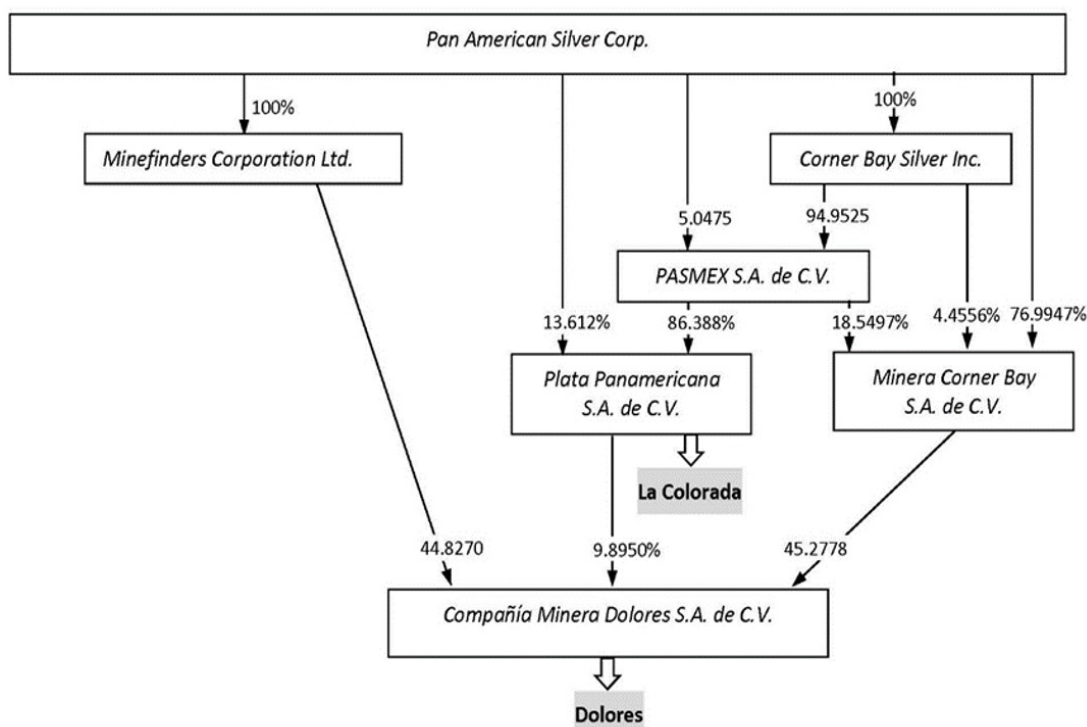 Pan American Silver Corp.
100%
100%
Minefinders Corporation Ltd.
Corner Bay Silver Inc.
5.0475
94.9525
PASMEX S.A. de C.V.
13.612%
86.388%
18.5497%
4.4556%
76.9947%
Plata Panamericana
S.A. de C.V.
Minera Corner Bay
S.A. de C.V.
La Colorada
44.8270
9.8950%
45.2778
Compañía Minera Dolores S.A. de C.V.
Dolores